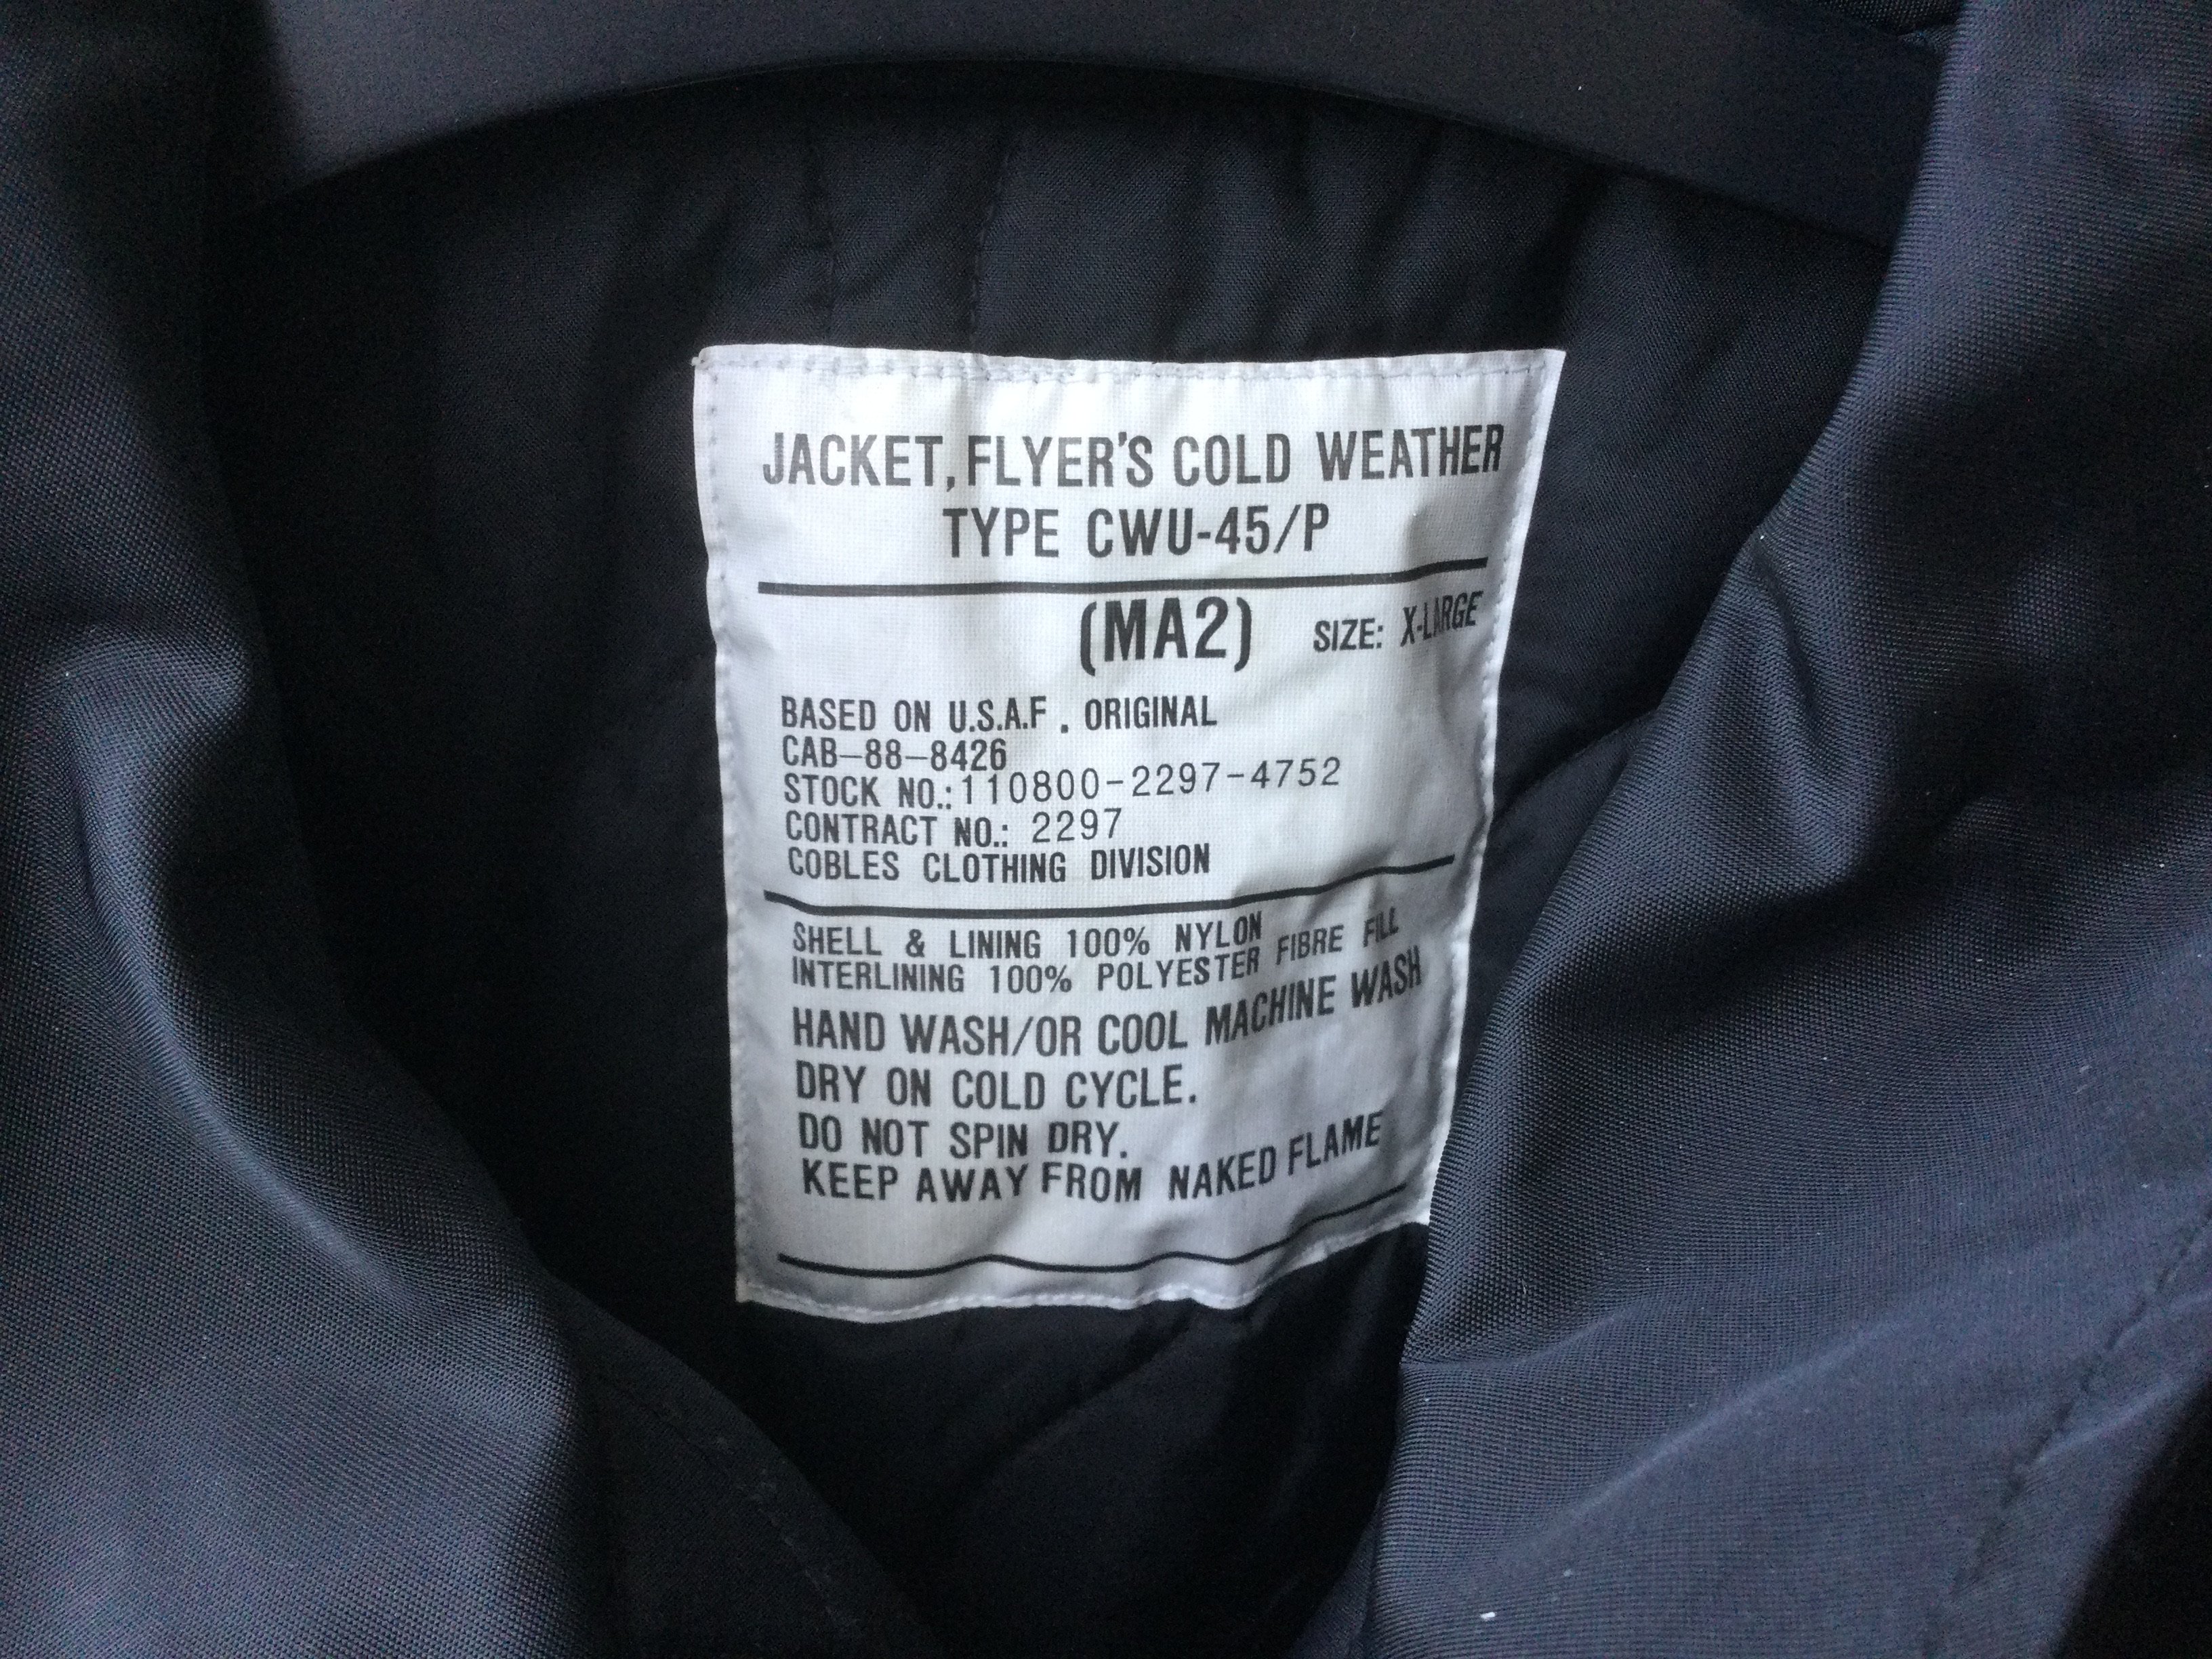 JACKET, FLYER'S COLD WEATHER
TYPE CWU-45/P
(MA2) SIZE: X-LARGE
BASED ON U.S.A.F . ORIGINAL
CAB-88-8426
STOCK NO.: 110800-2297-4752
CONTRACT NO.: 2297
COBLES CLOTHING DIVISION
SHELL & LINING 100% NYLON
INTERLINING 100% POLYESTER FIBRE FILL
HAND WASH/OR COOL MACHINE WASH
DRY ON COLD CYCLE.
DO NOT SPIN DRY.
KEEP AWAY FROM NAKED FLAME